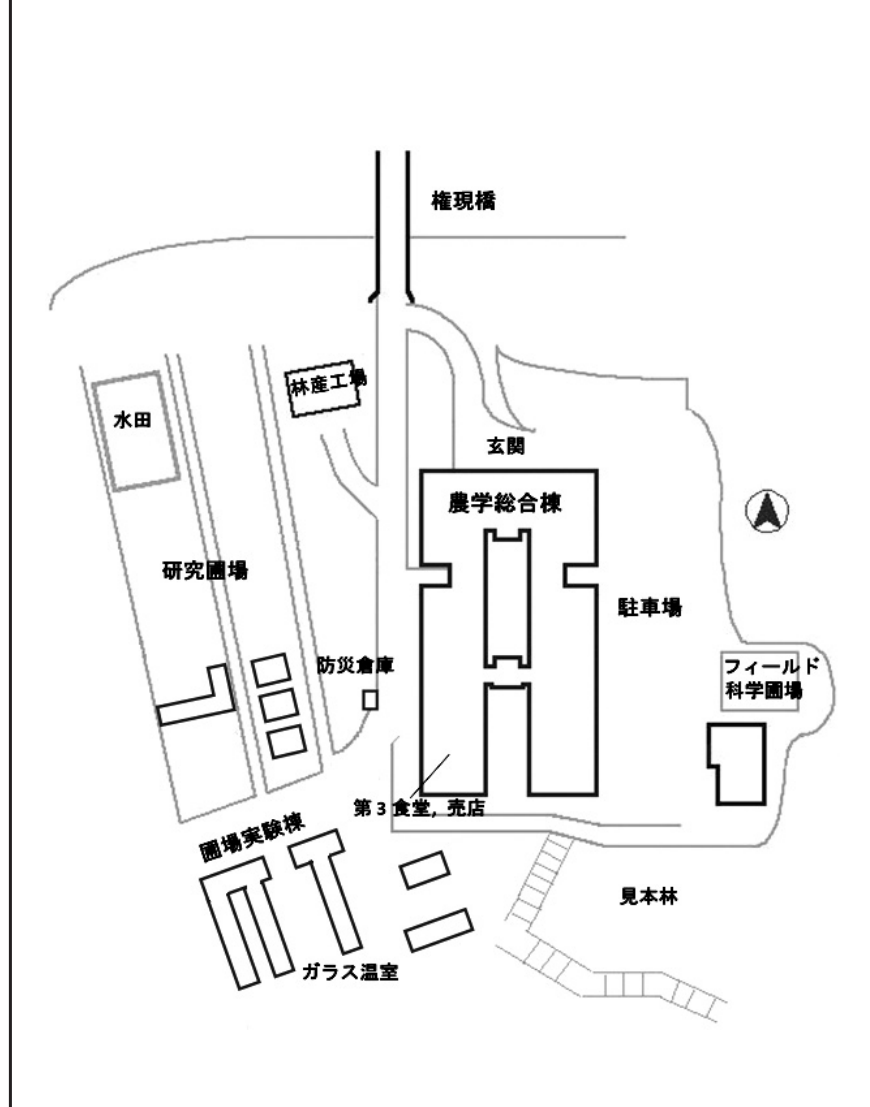 権現橋
林産工場
水田
玄関
農学総合棟
研究圃場
駐車場
防災倉庫
フィールド
科学圃場
第3食堂, 売店
圃場実験棟
見本林
ガラス温室